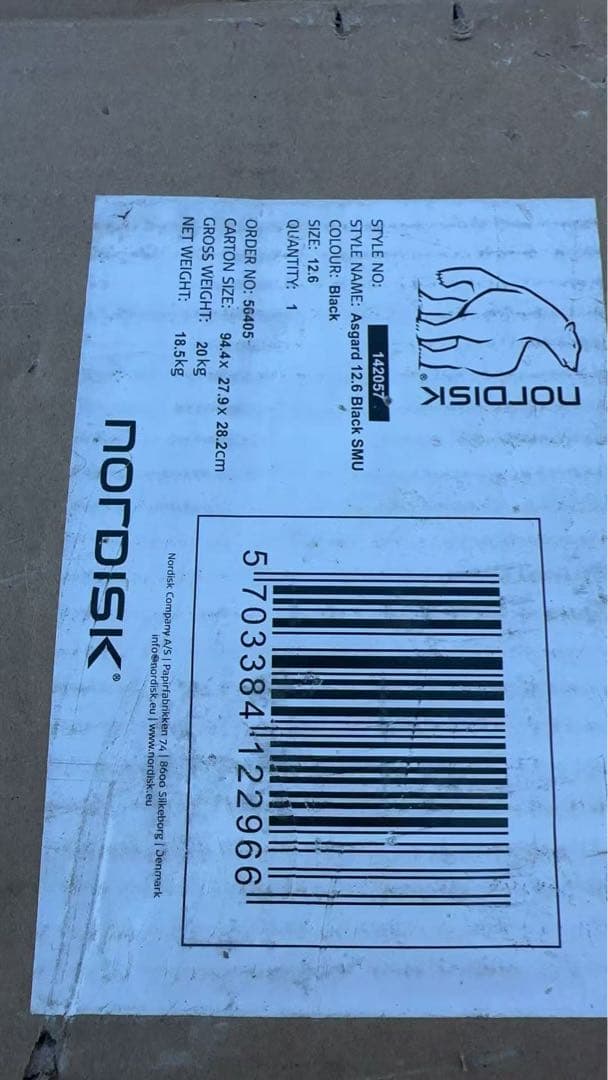 NORDISK®
STYLE NO: 142057
STYLE NAME: Asgard 12.6 Black SMU
COLOUR: Black
SIZE: 12.6
QUANTITY: 1
ORDER NO: 56405
CARTON SIZE: 94.4x 27.9x 28.2cm
GROSS WEIGHT: 20kg
NET WEIGHT: 18.5kg
5 703384 122966
Nordisk Company A/S | Papirfabrikken 74 | 8600 Silkeborg | Denmark
info@nordisk.eu | www.nordisk.eu
NORDISK®